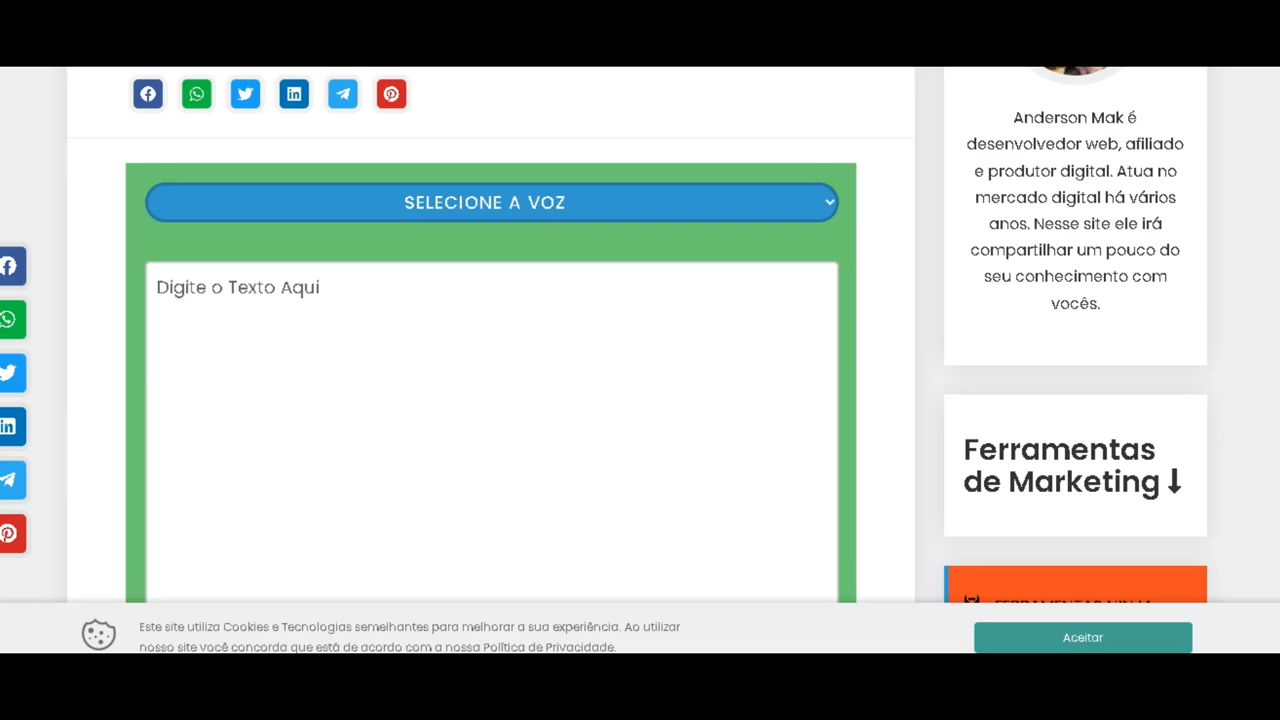 SELECIONE A VOZ
Digite o Texto Aqui
Anderson Mak é
desenvolvedor web, afiliado
e produtor digital. Atua no
mercado digital há vários
anos. Nesse site ele irá
compartilhar um pouco do
seu conhecimento com
vocês.
Ferramentas
de Marketing
FERRAMENTAS NINJA
Este site utiliza Cookies e Tecnologias semelhantes para melhorar a sua experiência. Ao utilizar
nosso site você concorda que está de acordo com a nossa Política de Privacidade.
Aceitar